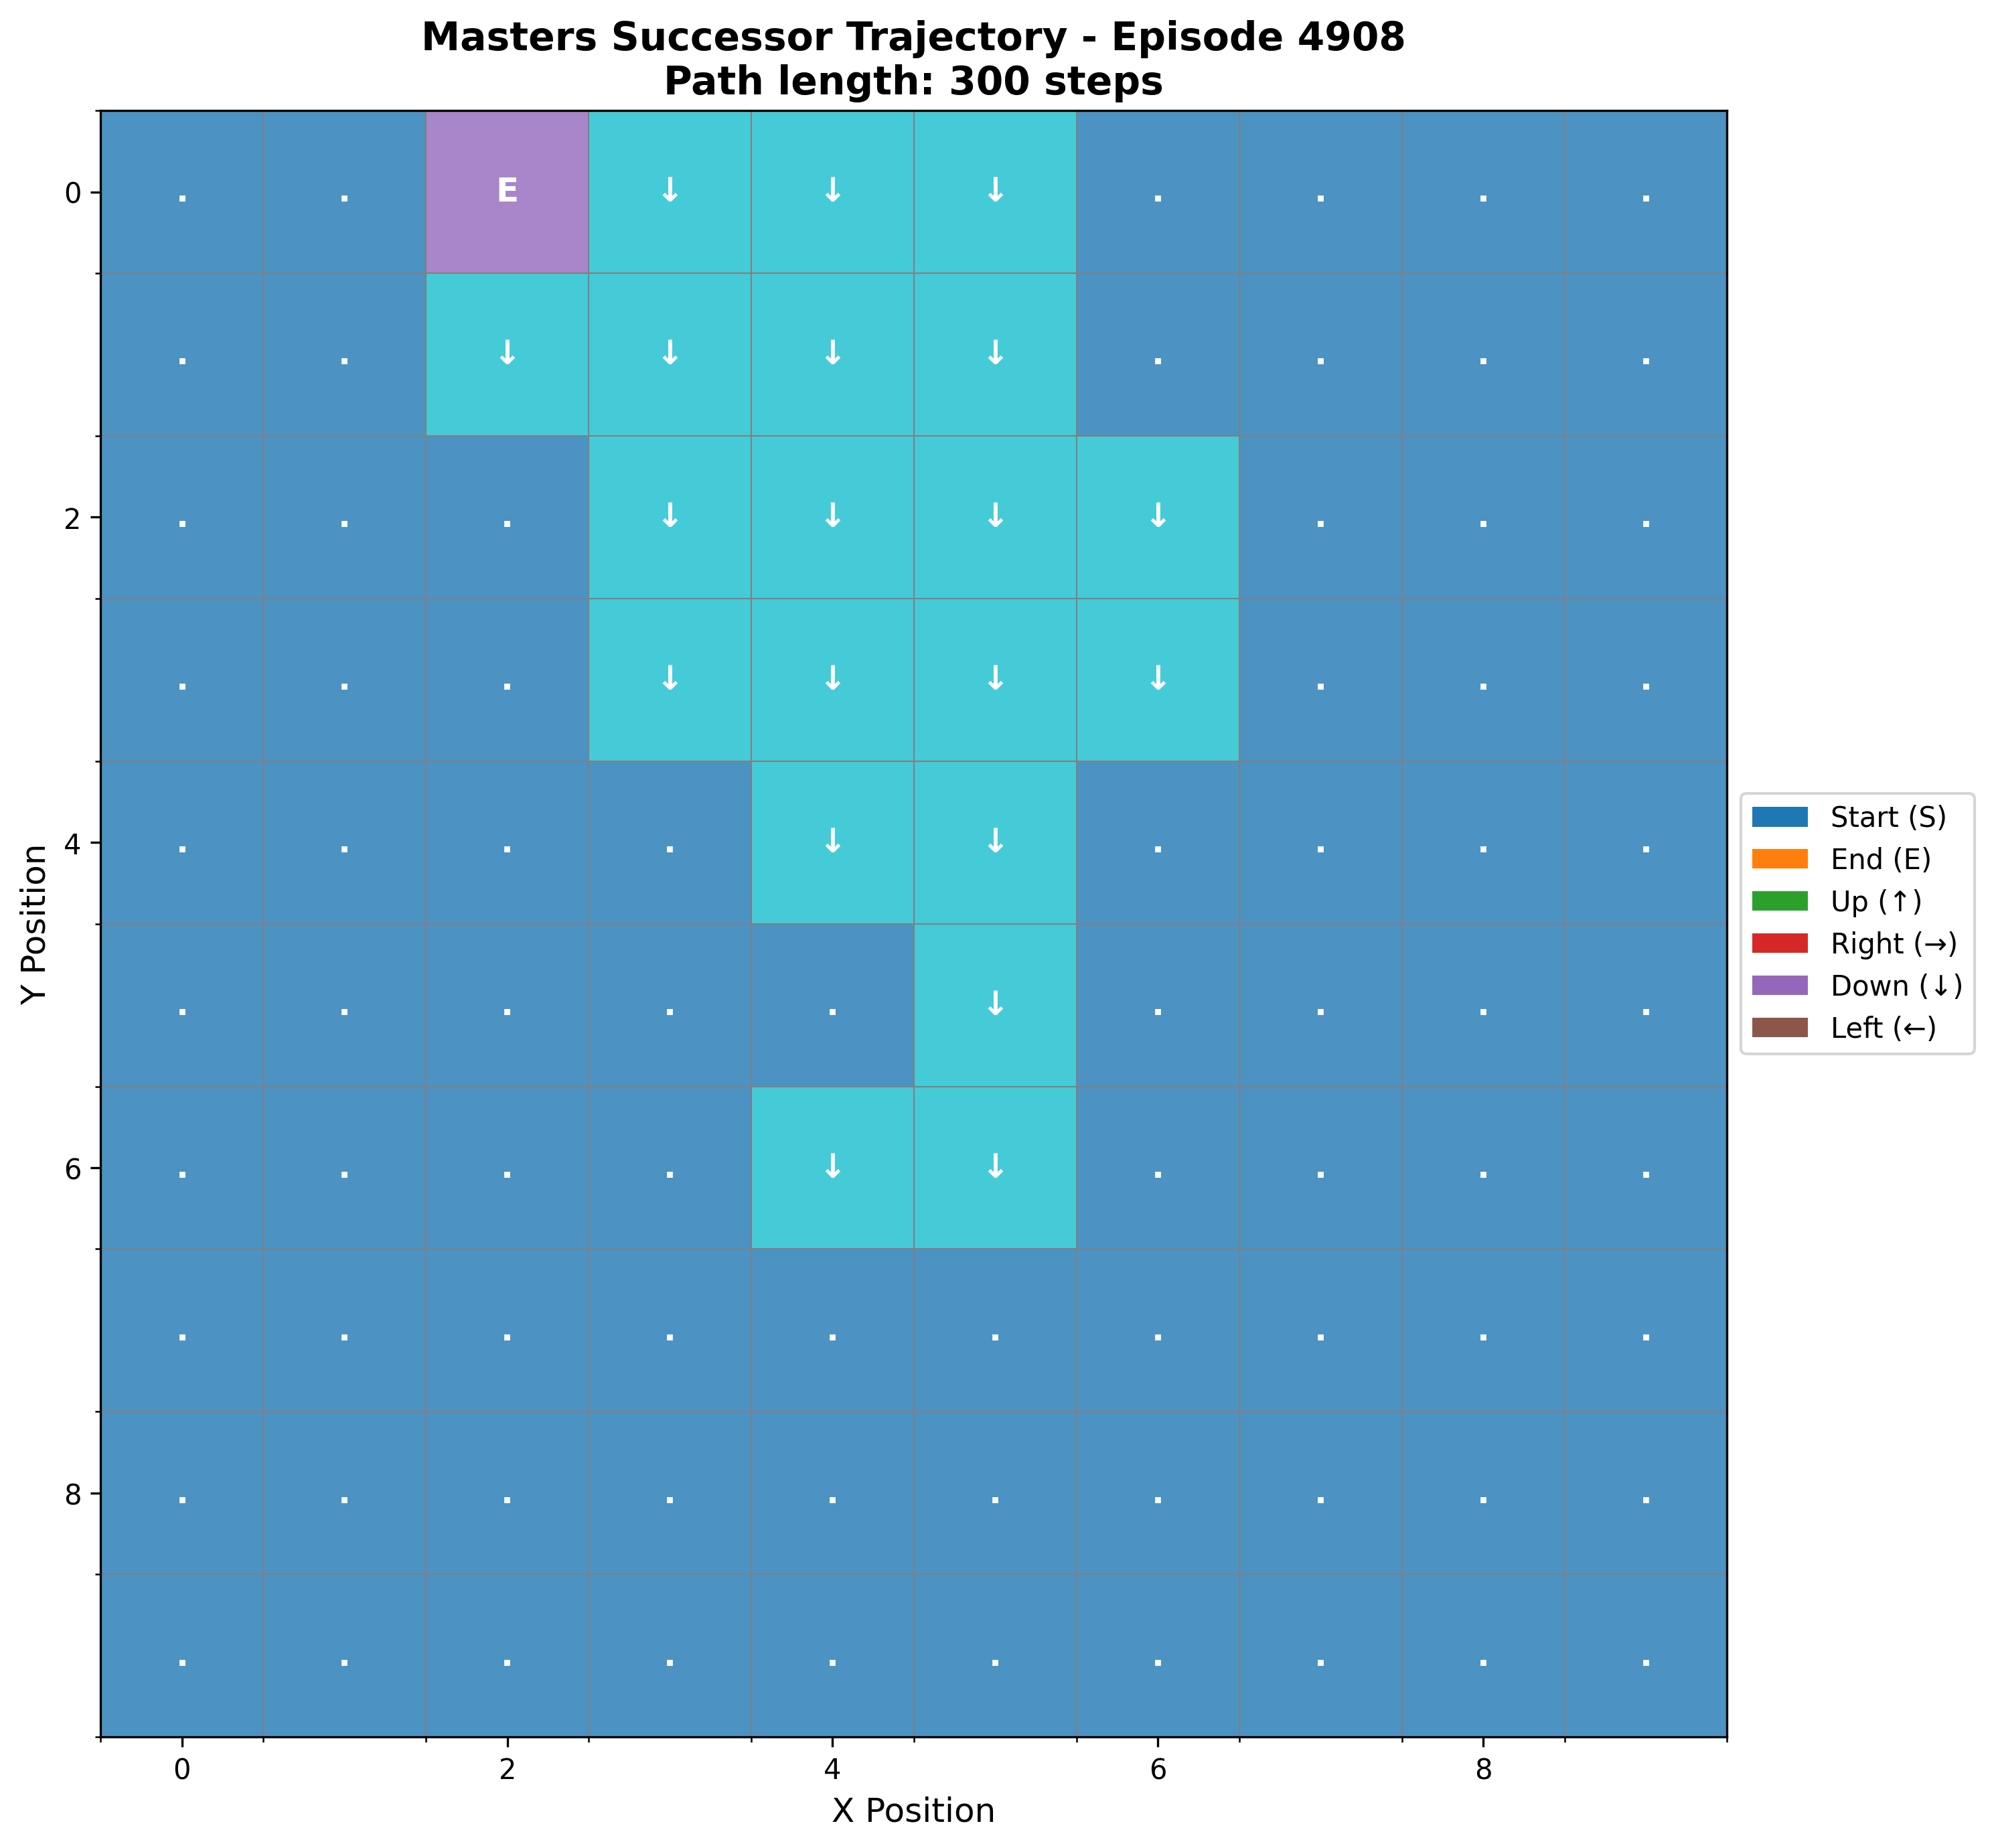 Masters Successor Trajectory - Episode 4908
Path length: 300 steps
0 . . E ↓ ↓ ↓ . . . .
. . ↓ ↓ ↓ ↓ . . . .
2 . . . ↓ ↓ ↓ ↓ . . .
. . . ↓ ↓ ↓ ↓ . . .
4 . . . . ↓ ↓ . . . .
. . . . . ↓ . . . .
6 . . . . ↓ ↓ . . . .
. . . . . . . . . .
8 . . . . . . . . . .
. . . . . . . . . .
0 2 4 6 8
X Position
Y Position
Start (S)
End (E)
Up (↑)
Right (→)
Down (↓)
Left (←)